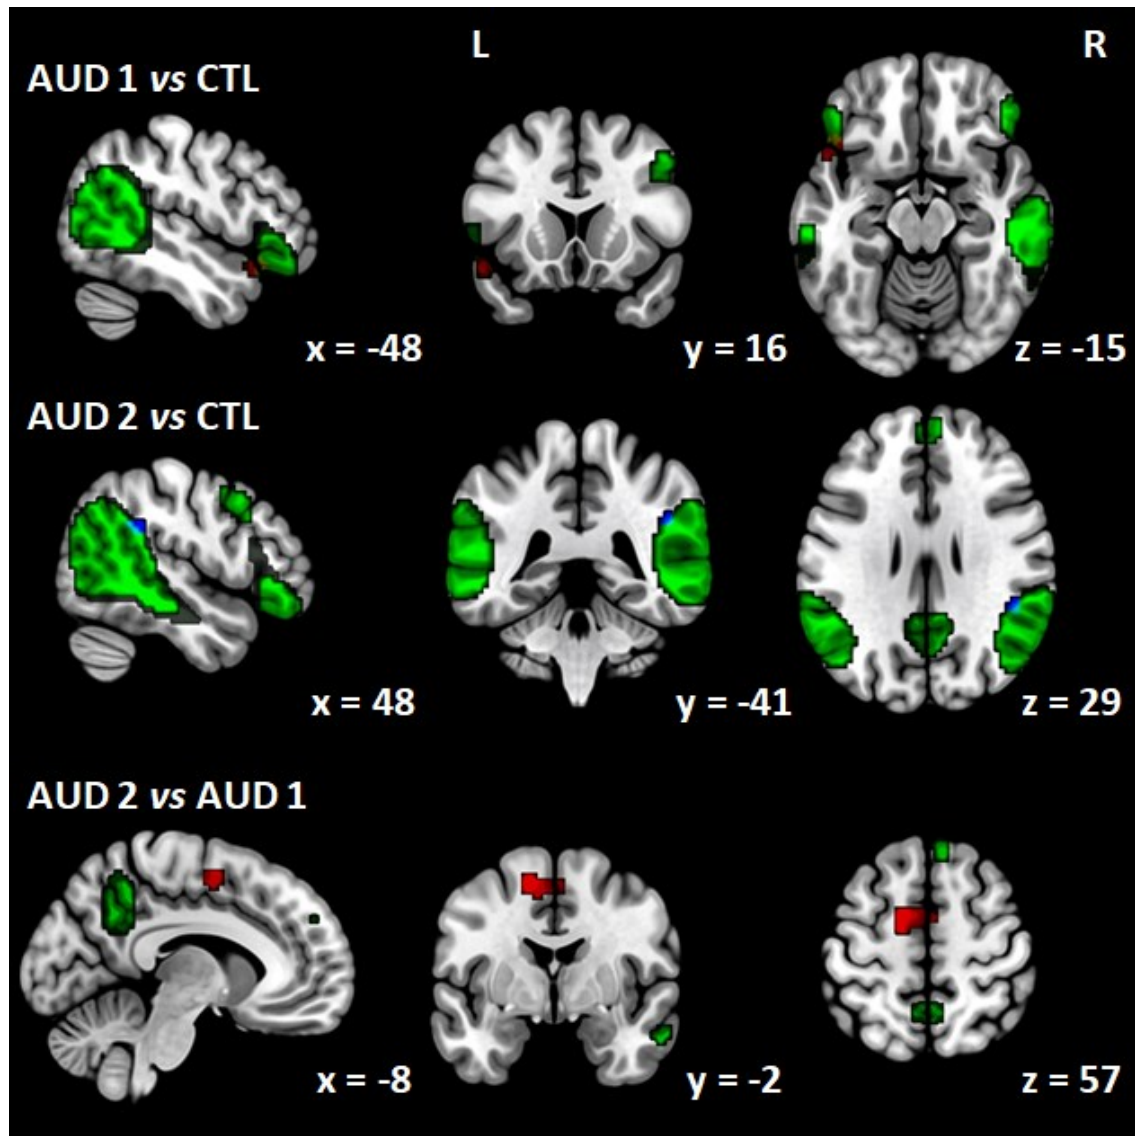 L
R
AUD 1 vs CTL
x = -48
y = 16
z = -15
AUD 2 vs CTL
x = 48
y = -41
z = 29
AUD 2 vs AUD 1
x = -8
y = -2
z = 57